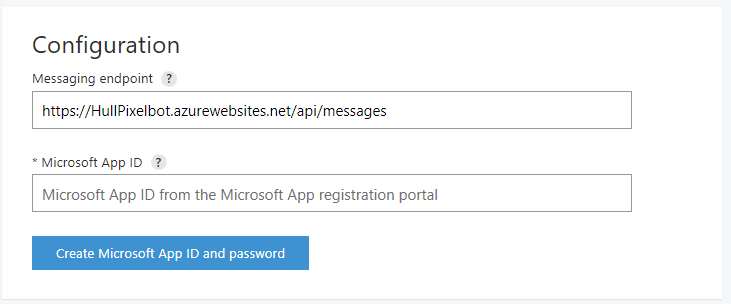 Configuration
Messaging endpoint ?
https://HullPixelbot.azurewebsites.net/api/messages
* Microsoft App ID ?
Microsoft App ID from the Microsoft App registration portal
Create Microsoft App ID and password